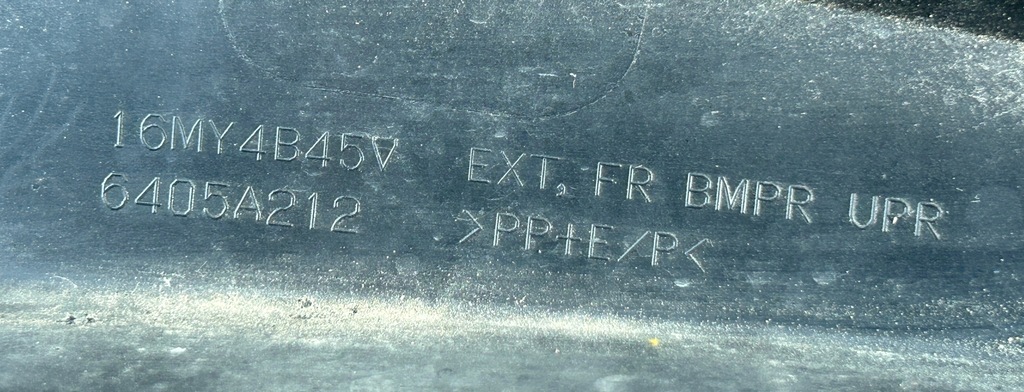 16MY4B45V EXT, FR BMPR UPR
6405A212 >PP+E/P<